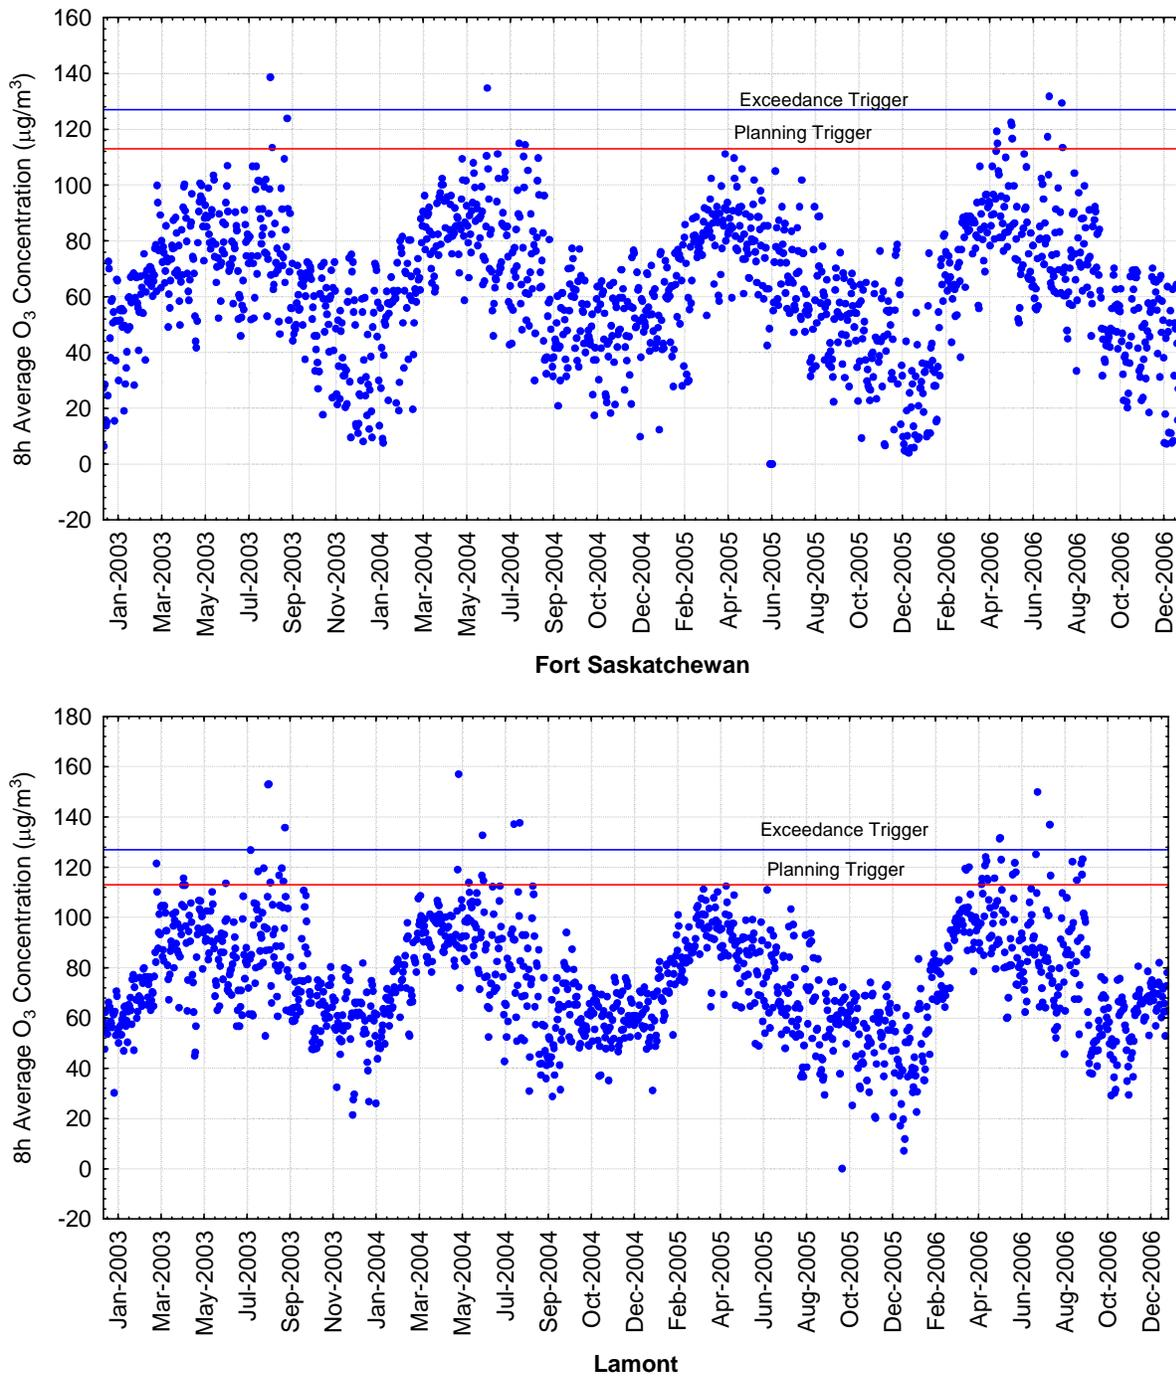 160
140
120
100
80
60
40
20
0
-20
8h Average O3 Concentration (µg/m3)
Exceedance Trigger
Planning Trigger
Jan-2003
Mar-2003
May-2003
Jul-2003
Sep-2003
Nov-2003
Jan-2004
Mar-2004
May-2004
Jul-2004
Sep-2004
Oct-2004
Dec-2004
Feb-2005
Apr-2005
Jun-2005
Aug-2005
Oct-2005
Dec-2005
Feb-2006
Apr-2006
Jun-2006
Aug-2006
Oct-2006
Dec-2006
Fort Saskatchewan
180
160
140
120
100
80
60
40
20
0
-20
8h Average O3 Concentration (µg/m3)
Exceedance Trigger
Planning Trigger
Jan-2003
Mar-2003
May-2003
Jul-2003
Sep-2003
Nov-2003
Jan-2004
Mar-2004
May-2004
Jul-2004
Sep-2004
Oct-2004
Dec-2004
Feb-2005
Apr-2005
Jun-2005
Aug-2005
Oct-2005
Dec-2005
Feb-2006
Apr-2006
Jun-2006
Aug-2006
Oct-2006
Dec-2006
Lamont